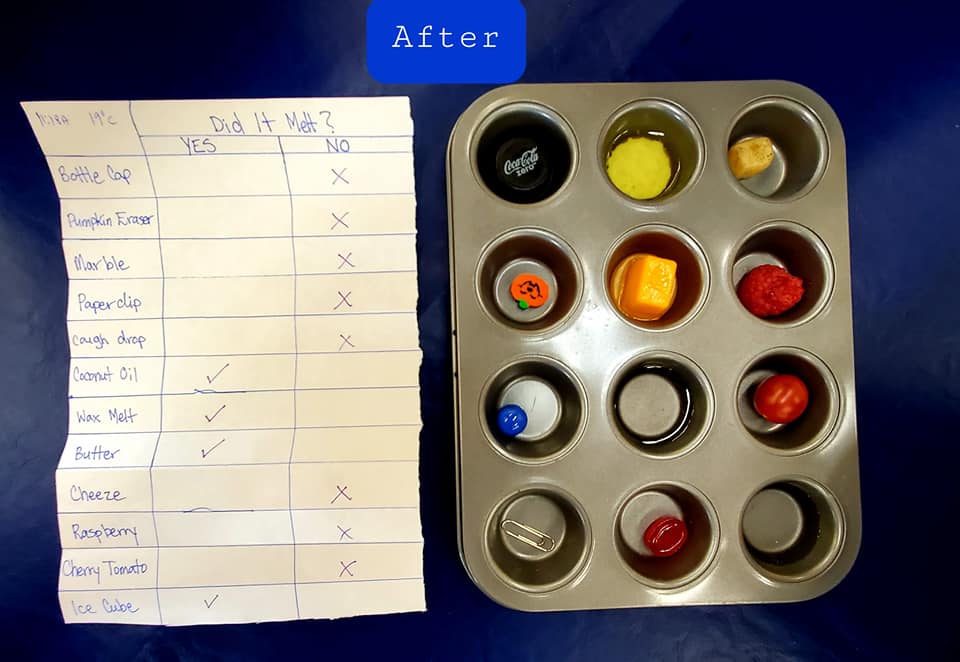 After
19°C Did It Melt?
YES NO
Bottle Cap X
Pumpkin Eraser X
Marble X
Paperclip X
Cough drop X
Coconut Oil ✓
Wax Melt ✓
Butter ✓
Cheeze X
Raspberry X
Cherry Tomato X
Ice Cube ✓
Coca-Cola
zero